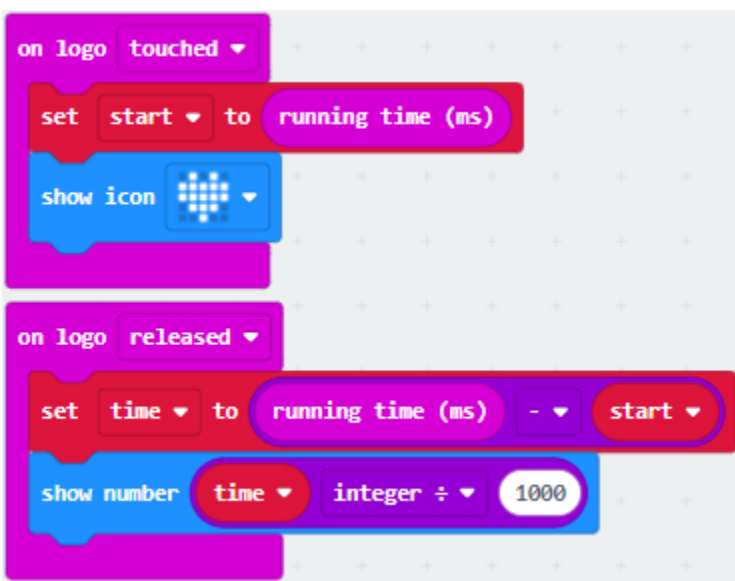 on logo touched
set start to running time (ms)
show icon
on logo released
set time to running time (ms) - start
show number time integer ÷ 1000